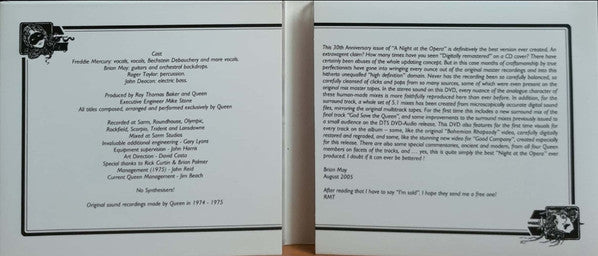 Cast
Freddie Mercury: vocals, vocals, Bechstein Debauchery and more vocals.
Brian May: guitars and orchestral backdrops.
Roger Taylor: percussion.
John Deacon: electric bass.
Produced by Roy Thomas Baker and Queen
Executive Engineer Mike Stone
All titles composed, arranged and performed exclusively by Queen
Recorded at Sarm, Roundhouse, Olympic,
Rockfield, Scorpio, Trident and Lansdowne
Mixed at Sarm Studios
Invaluable additional engineering - Gary Lyons
Equipment supervision - John Harris
Art Direction - David Costa
Special thanks to Rick Curtin & Brian Palmer
Management (1975) - John Reid
Current Queen Management - Jim Beach
No Synthesisers!
Original sound recordings made by Queen in 1974 - 1975
This 30th Anniversary issue of "A Night at the Opera" is definitively the best version ever created. An
extravagent claim? How many times have you seen "Digitally remastered" on a CD cover? There have
certainly been abuses of the whole updating concept. But in this case months of craftsmanship by true
perfectionists have gone into wringing every ounce out of the original master recordings and into this
hitherto unequalled "high definition" domain. Never has the recording been so carefully balanced, so
carefully cleansed of clicks and pops from so many sources, some of which were even present on the
original mix master tapes. In the stereo sound on this DVD, every nuance of the analogue character of
these human-made mixes is more faithfully reproduced here than ever before. In addition, for the
surround track, a whole set of 5.1 mixes has been created from microscopically accurate digital sound
files, mirroring the original multitrack tapes. For the first time this includes a new surround mix of the
final track "God Save the Queen", and some improvements to the surround mixes previously issued to
a small audience on the DTS DVD-Audio release. This DVD also features for the first time visuals for
every track on the album - some, like the original "Bohemian Rhapsody" video, carefully digitally
restored and regraded, and some, like the stunning new video for "Good Company", created especially
for this release. There are also some special commentaries, ancient and modern, from all four Queen
members on facets of the tracks, and .... yes, this is quite simply the best "Night at the Opera" ever
produced. I doubt if it can ever be bettered !
Brian May
August 2005
After reading that I have to say "I'm sold". I hope they send me a free one!
RMT